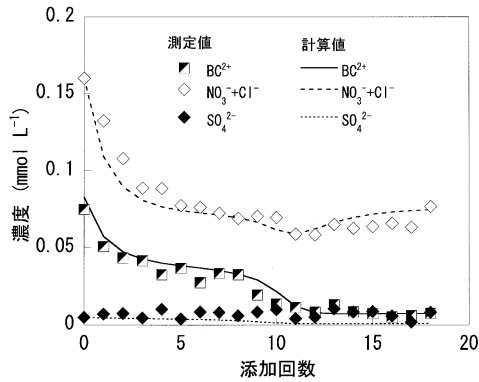 0.2
0.15
0.1
0.05
0
濃度 (mmol L⁻¹)
測定値 計算値
BC²⁺ BC²⁺
NO₃⁻+Cl⁻ NO₃⁻+Cl⁻
SO₄²⁻ SO₄²⁻
0 5 10 15 20
添加回数